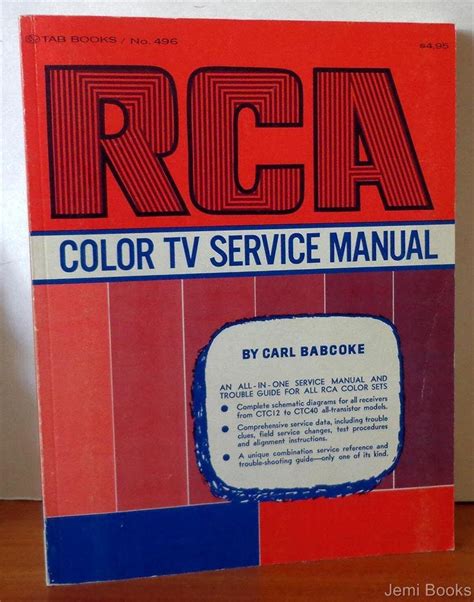 TAB BOOKS / No. 496
$4.95
RCA
COLOR TV SERVICE MANUAL
BY CARL BABCOKE
AN ALL-IN-ONE SERVICE MANUAL AND
TROUBLE GUIDE FOR ALL RCA COLOR SETS
● Complete schematic diagrams for all receivers
from CTC12 to CTC40 all-transistor models.
● Comprehensive service data, including trouble
clues, field service changes, test procedures
and alignment instructions.
● A unique combination service reference and
trouble-shooting guide—only one of its kind.
Jemi Books